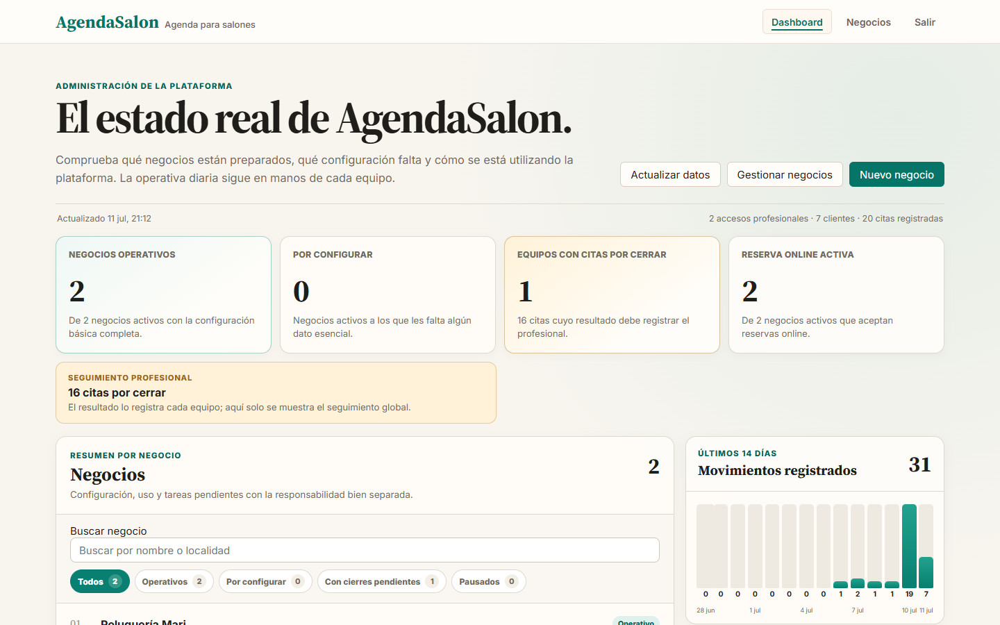 AgendaSalon Agenda para salones
Dashboard Negocios Salir
ADMINISTRACIÓN DE LA PLATAFORMA
El estado real de AgendaSalon.
Comprueba qué negocios están preparados, qué configuración falta y cómo se está utilizando la
plataforma. La operativa diaria sigue en manos de cada equipo.
Actualizar datos Gestionar negocios Nuevo negocio
Actualizado 11 jul, 21:12
2 accesos profesionales · 7 clientes · 20 citas registradas
NEGOCIOS OPERATIVOS
2
De 2 negocios activos con la configuración
básica completa.
POR CONFIGURAR
0
Negocios activos a los que les falta algún
dato esencial.
EQUIPOS CON CITAS POR CERRAR
1
16 citas cuyo resultado debe registrar el
profesional.
RESERVA ONLINE ACTIVA
2
De 2 negocios activos que aceptan
reservas online.
SEGUIMIENTO PROFESIONAL
16 citas por cerrar
El resultado lo registra cada equipo; aquí solo se muestra el seguimiento global.
RESUMEN POR NEGOCIO
Negocios
2
Configuración, uso y tareas pendientes con la responsabilidad bien separada.
Buscar negocio
Buscar por nombre o localidad
Todos 2 Operativos 2 Por configurar 0 Con cierres pendientes 1 Pausados 0
01 Peluquería Mari Operativo
ÚLTIMOS 14 DÍAS
Movimientos registrados
31
0 0 0 0 0 0 0 0 1 2 1 1 19 7
28 jun 1 jul 4 jul 7 jul 10 jul 11 jul